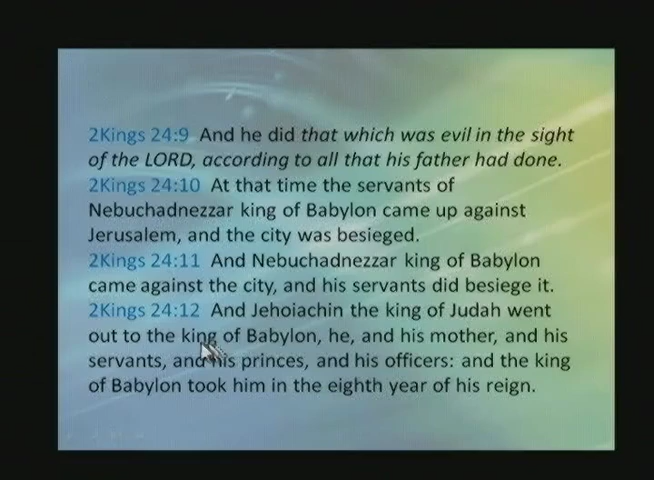 2Kings 24:9 And he did that which was evil in the sight
of the LORD, according to all that his father had done.
2Kings 24:10 At that time the servants of
Nebuchadnezzar king of Babylon came up against
Jerusalem, and the city was besieged.
2Kings 24:11 And Nebuchadnezzar king of Babylon
came against the city, and his servants did besiege it.
2Kings 24:12 And Jehoiachin the king of Judah went
out to the king of Babylon, he, and his mother, and his
servants, and his princes, and his officers: and the king
of Babylon took him in the eighth year of his reign.